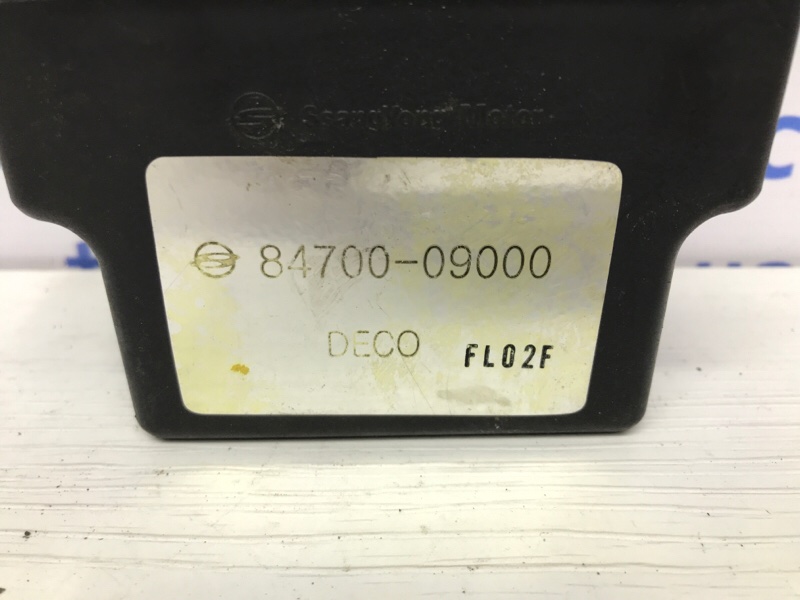 SsangYong Motor
84700-09000
DECO FL02F